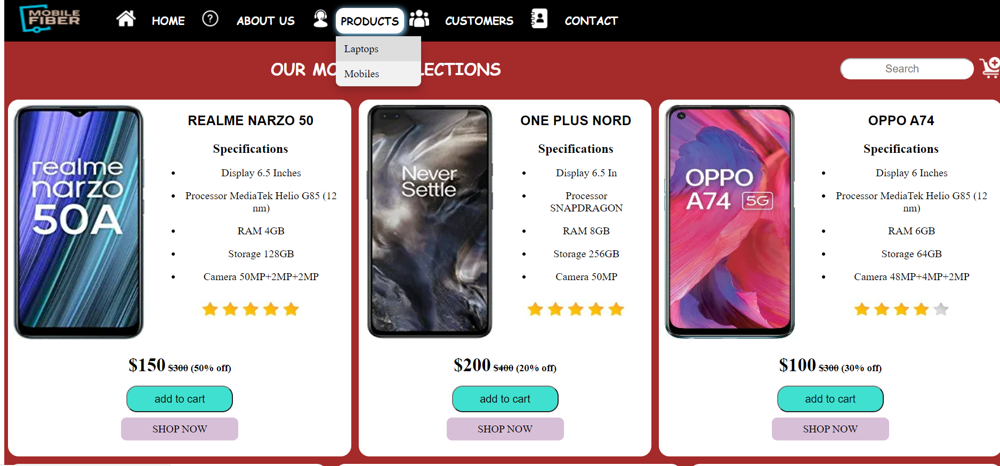 MOBILE
FIBER
HOME
ABOUT US
PRODUCTS
CUSTOMERS
CONTACT
Laptops
Mobiles
OUR MO
LECTIONS
Search
realme
narzo
50A
REALME NARZO 50
Specifications
Display 6.5 Inches
Processor MediaTek Helio G85 (12
nm)
RAM 4GB
Storage 128GB
Camera 50MP+2MP+2MP
$150 $300 (50% off)
add to cart
SHOP NOW
Never
Settle
ONE PLUS NORD
Specifications
Display 6.5 In
Processor
SNAPDRAGON
RAM 8GB
Storage 256GB
Camera 50MP
$200 $400 (20% off)
add to cart
SHOP NOW
OPPO
A74 5G
OPPO A74
Specifications
Display 6 Inches
Processor MediaTek Helio G85 (12
nm)
RAM 6GB
Storage 64GB
Camera 48MP+4MP+2MP
$100 $300 (30% off)
add to cart
SHOP NOW